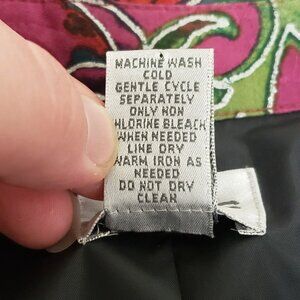 MACHINE WASH
COLD
GENTLE CYCLE
SEPARATELY
ONLY NON
CHLORINE BLEACH
WHEN NEEDED
LINE DRY
WARM IRON AS
NEEDED
DO NOT DRY
CLEAN